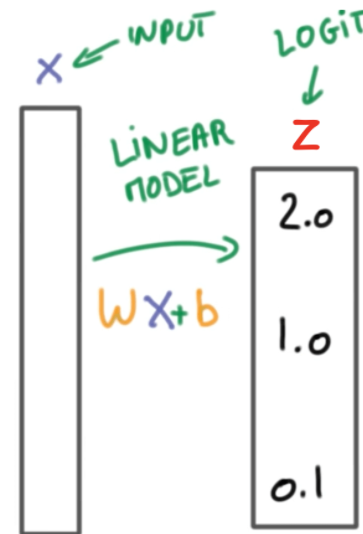 INPUT
X
LOGIT
Z
LINEAR
MODEL
WX+b
2.0
1.0
0.1